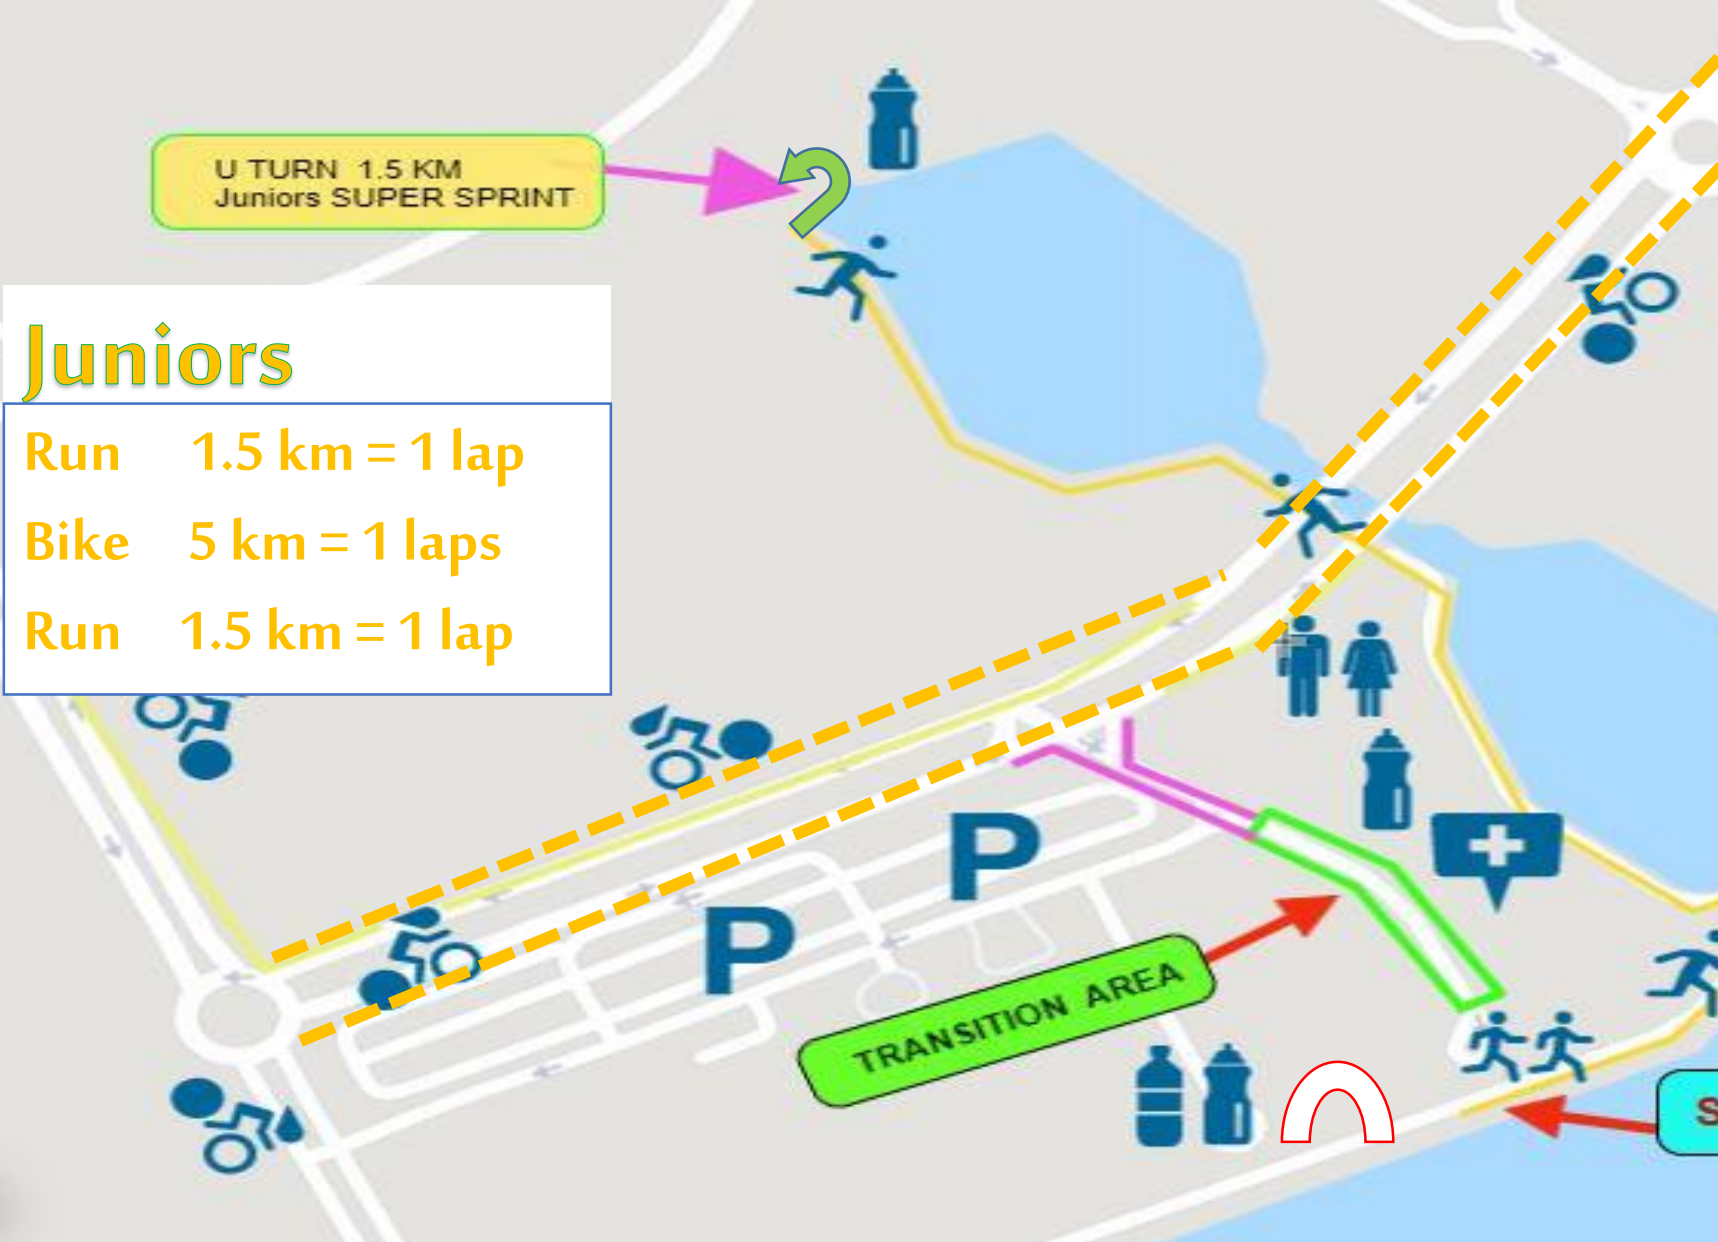 U TURN 1.5 KM
Juniors SUPER SPRINT
Juniors
Run 1.5 km = 1 lap
Bike 5 km = 1 laps
Run 1.5 km = 1 lap
P
P
TRANSITION AREA
S